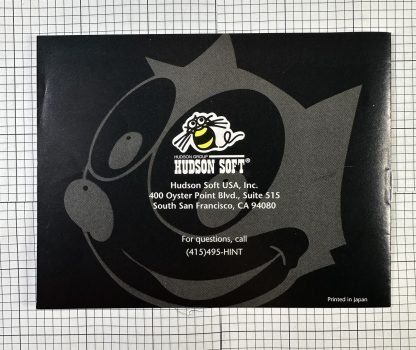 HUDSON GROUP
HUDSON SOFT®
Hudson Soft USA, Inc.
400 Oyster Point Blvd., Suite 515
South San Francisco, CA 94080
For questions, call
(415)495-HINT
Printed in Japan